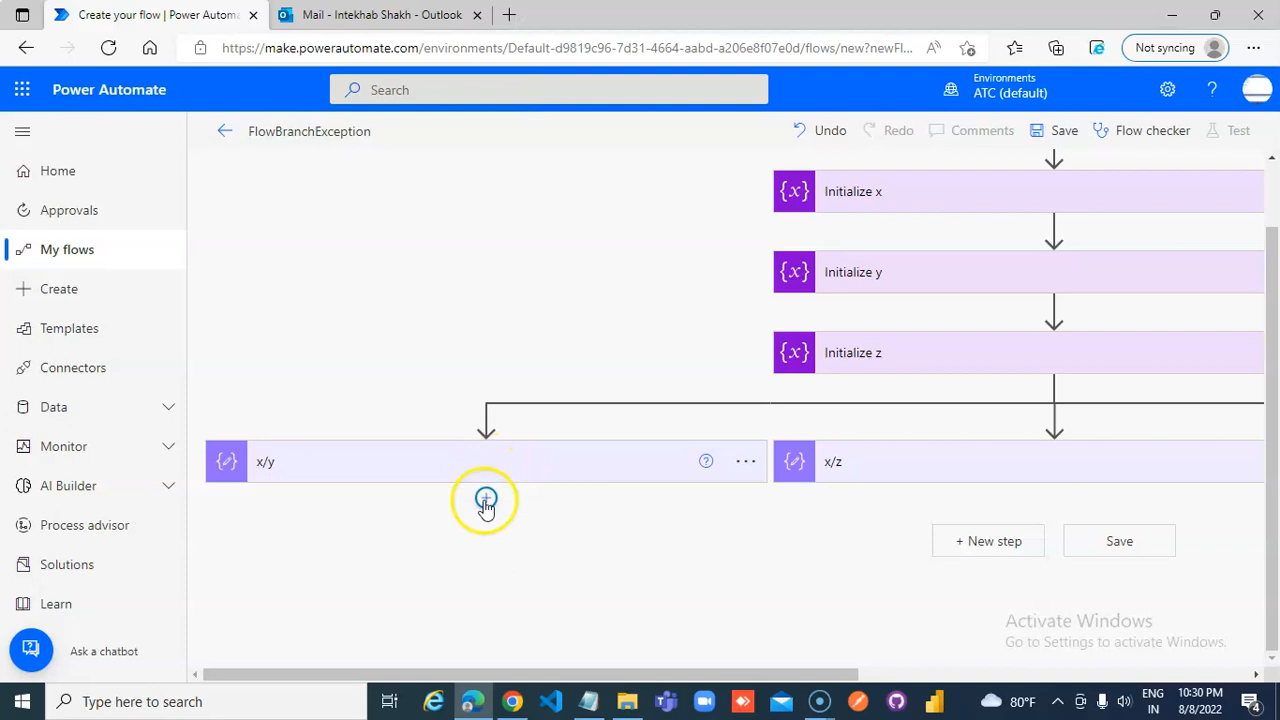 Create your flow | Power Automa
Mail - Intekhab Shakh - Outlook
https://make.powerautomate.com/environments/Default-d9819c96-7d31-4664-aabd-a206e8f07e0d/flows/new?newFl...
Not syncing
Power Automate
Search
Environments
ATC (default)
FlowBranchException
Undo
Redo
Comments
Save
Flow checker
Test
Home
Approvals
My flows
Create
Templates
Connectors
Data
Monitor
AI Builder
Process advisor
Solutions
Learn
Ask a chatbot
{x} Initialize x
{x} Initialize y
{x} Initialize z
x/y
x/z
+ New step
Save
Activate Windows
Go to Settings to activate Windows.
Type here to search
80°F
ENG
IN
10:30 PM
8/8/2022
4